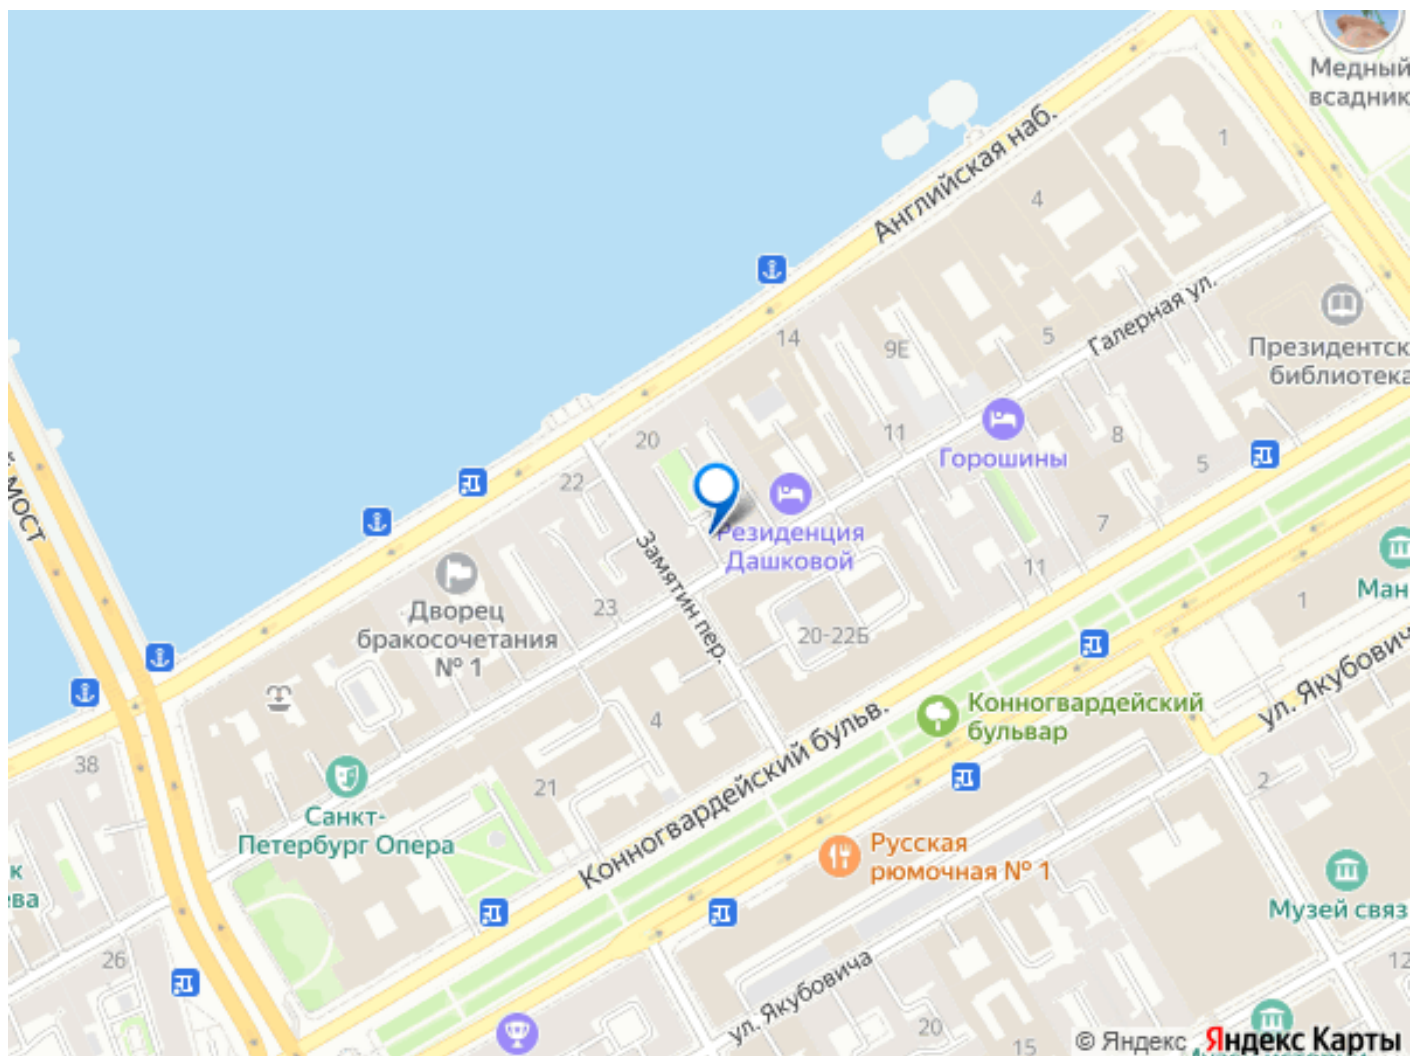 Медный
всадник
Английская наб.
1
4
Галерная ул.
5
Президентск
библиотека
14
9Е
11
Горошины
8
5
20
22
Резиденция
Дашковой
7
11
мост
Замятин пер.
Дворец
бракосочетания
№ 1
23
20-22Б
Ман
1
ул. Якубовича
Конногвардейский
бульвар
Конногвардейский бульв.
4
38
21
2
Санкт-
Петербург Опера
Русская
рюмочная № 1
к
ева
Музей связ
26
12
ул. Якубовича
20
15
© Яндекс Яндекс Карты